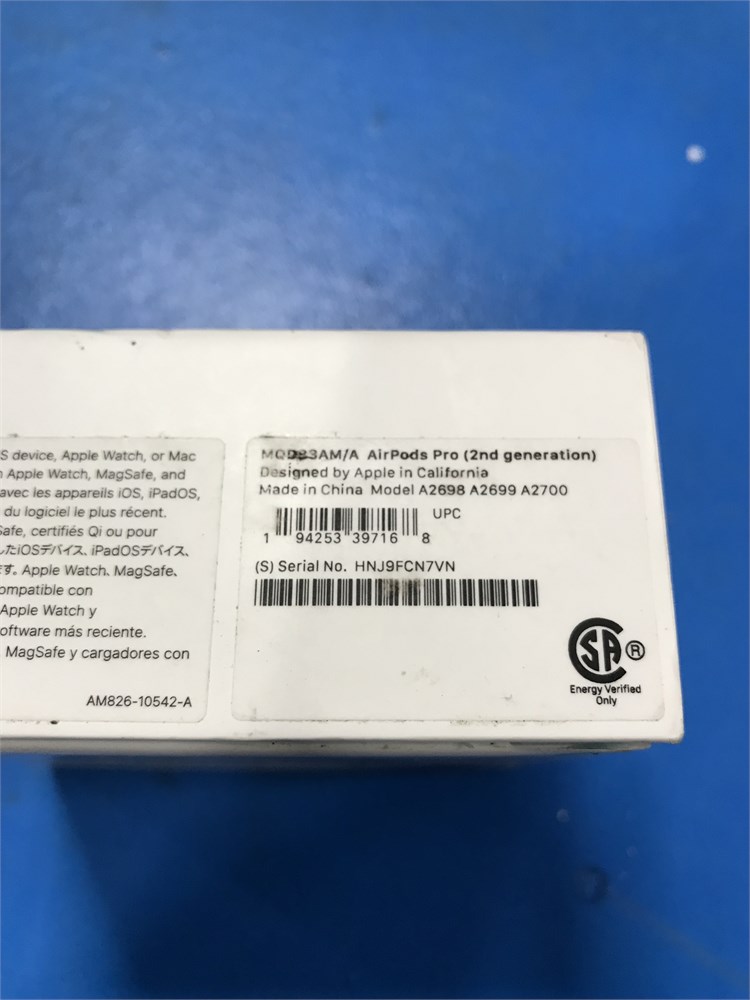 S device, Apple Watch, or Mac
Apple Watch, MagSafe, and
avec les appareils iOS, iPadOS,
du logiciel le plus récent.
Safe, certifiés Qi ou pour
したiOSデバイス、iPadOSデバイス、
ます。Apple Watch、MagSafe、
ompatible con
Apple Watch y
oftware más reciente.
MagSafe y cargadores con
AM826-10542-A
MQD83AM/A AirPods Pro (2nd generation)
Designed by Apple in California
Made in China Model A2698 A2699 A2700
UPC
1 94253 39716 8
(S) Serial No. HNJ9FCN7VN
SA ®
Energy Verified
Only